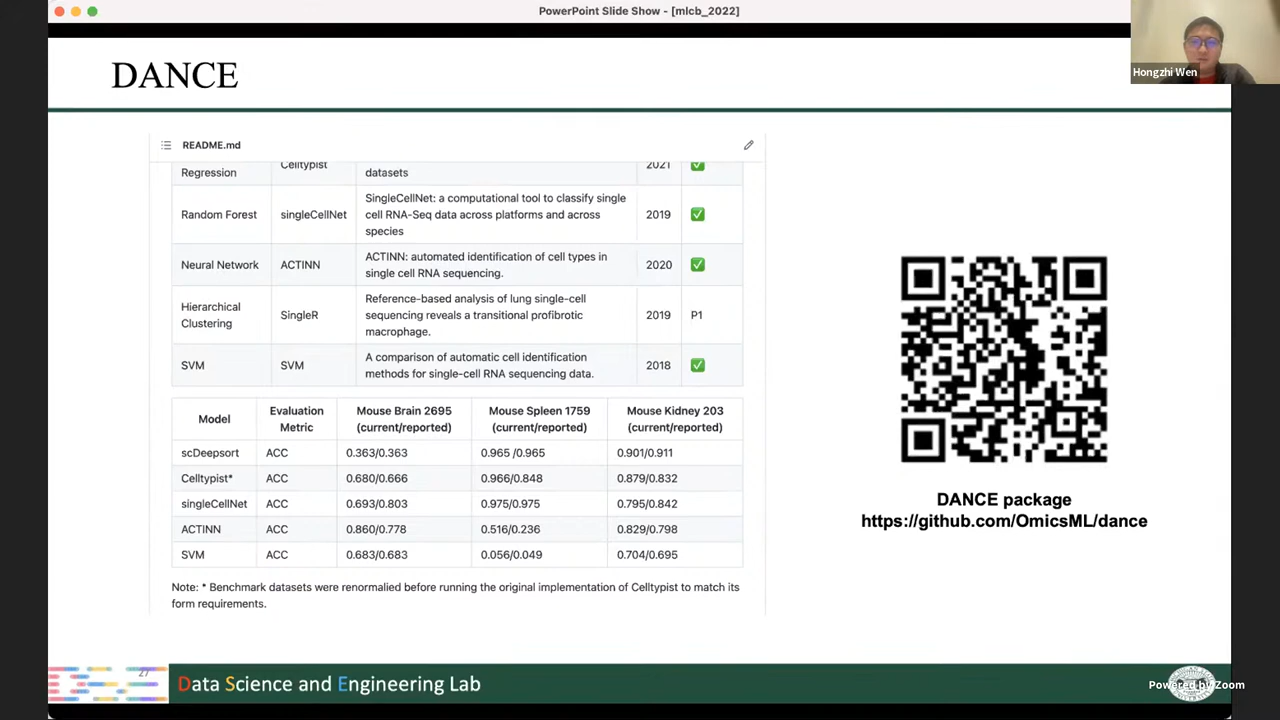 PowerPoint Slide Show - [mlcb_2022]
Hongzhi Wen
DANCE
README.md
Regression Celltypist datasets 2021 ✅
Random Forest singleCellNet SingleCellNet: a computational tool to classify single cell RNA-Seq data across platforms and across species 2019 ✅
Neural Network ACTINN ACTINN: automated identification of cell types in single cell RNA sequencing. 2020 ✅
Hierarchical Clustering SingleR Reference-based analysis of lung single-cell sequencing reveals a transitional profibrotic macrophage. 2019 P1
SVM SVM A comparison of automatic cell identification methods for single-cell RNA sequencing data. 2018 ✅
Model Evaluation Metric Mouse Brain 2695 (current/reported) Mouse Spleen 1759 (current/reported) Mouse Kidney 203 (current/reported)
scDeepsort ACC 0.363/0.363 0.965 /0.965 0.901/0.911
Celltypist* ACC 0.680/0.666 0.966/0.848 0.879/0.832
singleCellNet ACC 0.693/0.803 0.975/0.975 0.795/0.842
ACTINN ACC 0.860/0.778 0.516/0.236 0.829/0.798
SVM ACC 0.683/0.683 0.056/0.049 0.704/0.695
Note: * Benchmark datasets were renormalied before running the original implementation of Celltypist to match its
form requirements.
DANCE package
https://github.com/OmicsML/dance
27
Data Science and Engineering Lab
Powered by Zoom